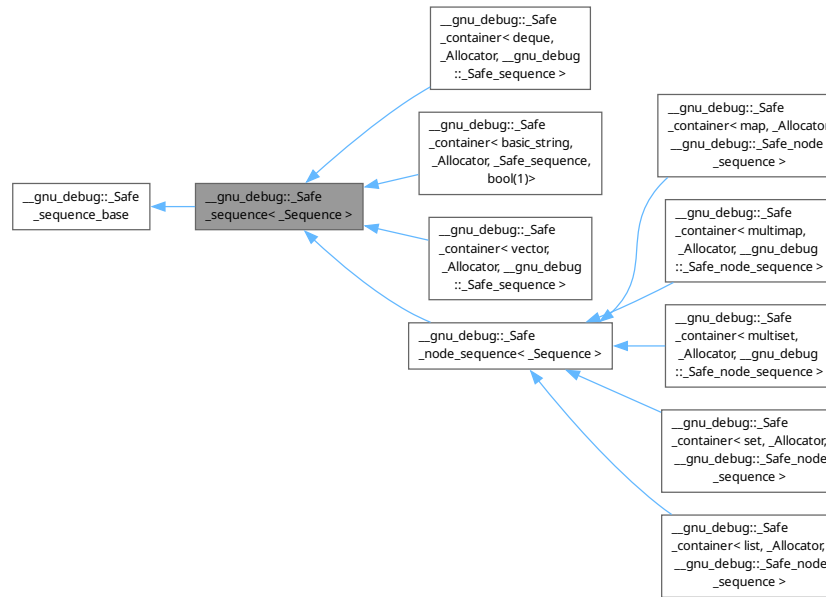 __gnu_debug::_Safe
_sequence_base
__gnu_debug::_Safe
_sequence< _Sequence >
__gnu_debug::_Safe
_container< deque,
_Allocator, __gnu_debug
::_Safe_sequence >
__gnu_debug::_Safe
_container< basic_string,
_Allocator, _Safe_sequence,
bool(1)>
__gnu_debug::_Safe
_container< vector,
_Allocator, __gnu_debug
::_Safe_sequence >
__gnu_debug::_Safe
_node_sequence< _Sequence >
__gnu_debug::_Safe
_container< map, _Allocator,
__gnu_debug::_Safe_node
_sequence >
__gnu_debug::_Safe
_container< multimap,
_Allocator, __gnu_debug
::_Safe_node_sequence >
__gnu_debug::_Safe
_container< multiset,
_Allocator, __gnu_debug
::_Safe_node_sequence >
__gnu_debug::_Safe
_container< set, _Allocator,
__gnu_debug::_Safe_node
_sequence >
__gnu_debug::_Safe
_container< list, _Allocator,
__gnu_debug::_Safe_node
_sequence >